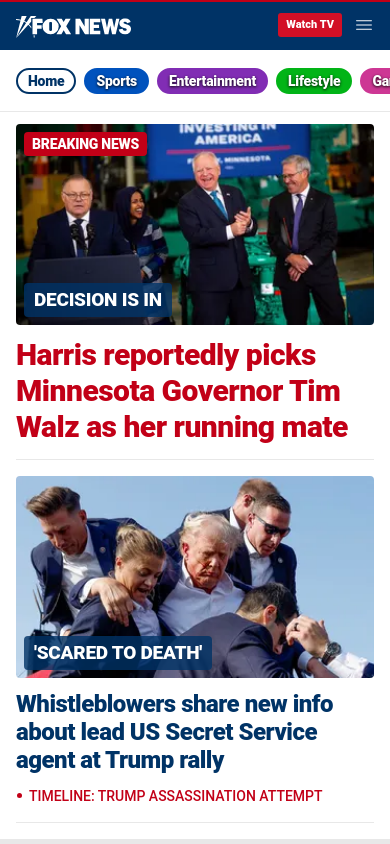 FOX NEWS
Watch TV
Home
Sports
Entertainment
Lifestyle
INVESTING IN
AMERICA
MINNESOTA
BREAKING NEWS
DECISION IS IN
Harris reportedly picks
Minnesota Governor Tim
Walz as her running mate
'SCARED TO DEATH'
Whistleblowers share new info
about lead US Secret Service
agent at Trump rally
TIMELINE: TRUMP ASSASSINATION ATTEMPT